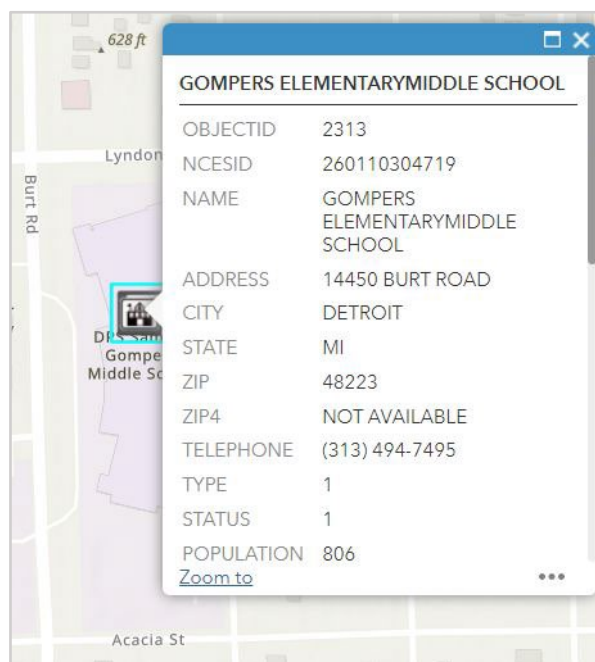 628 ft
GOMPERS ELEMENTARYMIDDLE SCHOOL
OBJECTID 2313
Lyndon
NCESID 260110304719
Burt Rd
NAME GOMPERS
ELEMENTARYMIDDLE
SCHOOL
ADDRESS 14450 BURT ROAD
CITY DETROIT
DPS Sam
STATE MI
Gompe
Middle Sc
ZIP 48223
ZIP4 NOT AVAILABLE
TELEPHONE (313) 494-7495
TYPE 1
STATUS 1
POPULATION 806
Zoom to
Acacia St